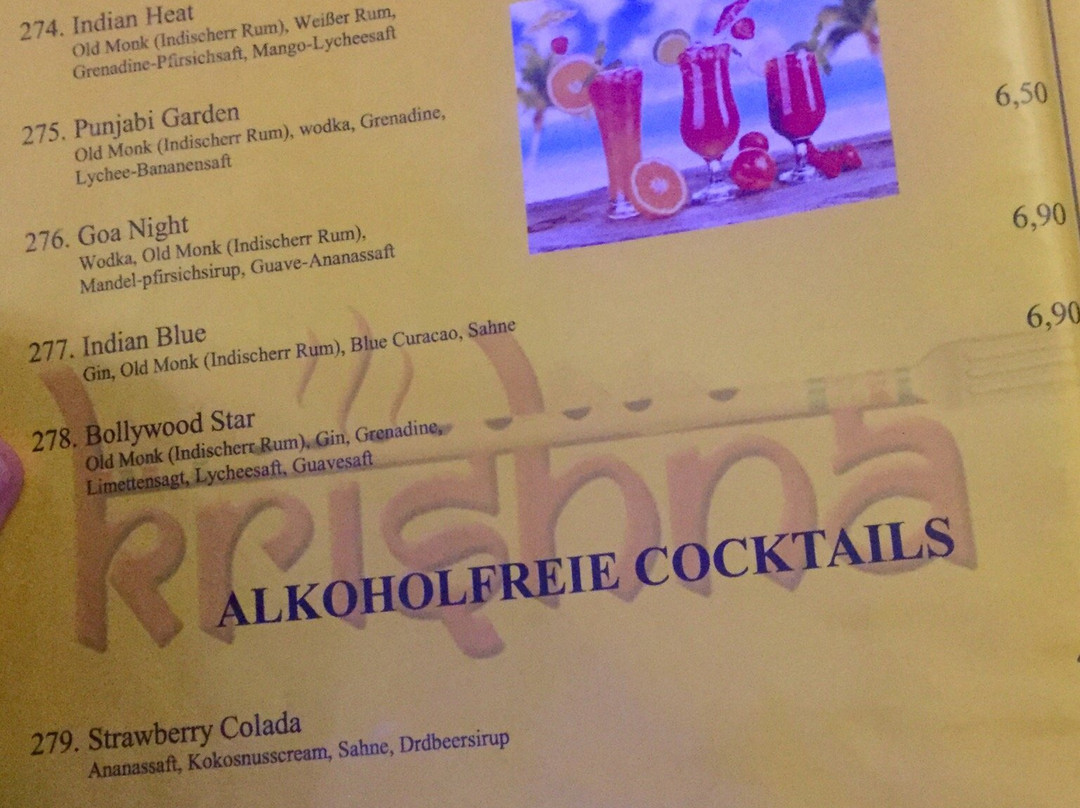 274. Indian Heat
Old Monk (Indischerr Rum), Weißer Rum,
Grenadine-Pfirsichsaft, Mango-Lycheesaft
275. Punjabi Garden
Old Monk (Indischerr Rum), wodka, Grenadine,
Lychee-Bananensaft
6,50
276. Goa Night
Wodka, Old Monk (Indischerr Rum),
Mandel-pfirsichsirup, Guave-Ananassaft
6,90
277. Indian Blue
Gin, Old Monk (Indischerr Rum), Blue Curacao, Sahne
6,90
278. Bollywood Star
Old Monk (Indischerr Rum), Gin, Grenadine,
Limettensagt, Lycheesaft, Guavesaft
krishna
ALKOHOLFREIE COCKTAILS
279. Strawberry Colada
Ananassaft, Kokosnusscream, Sahne, Drdbeersirup